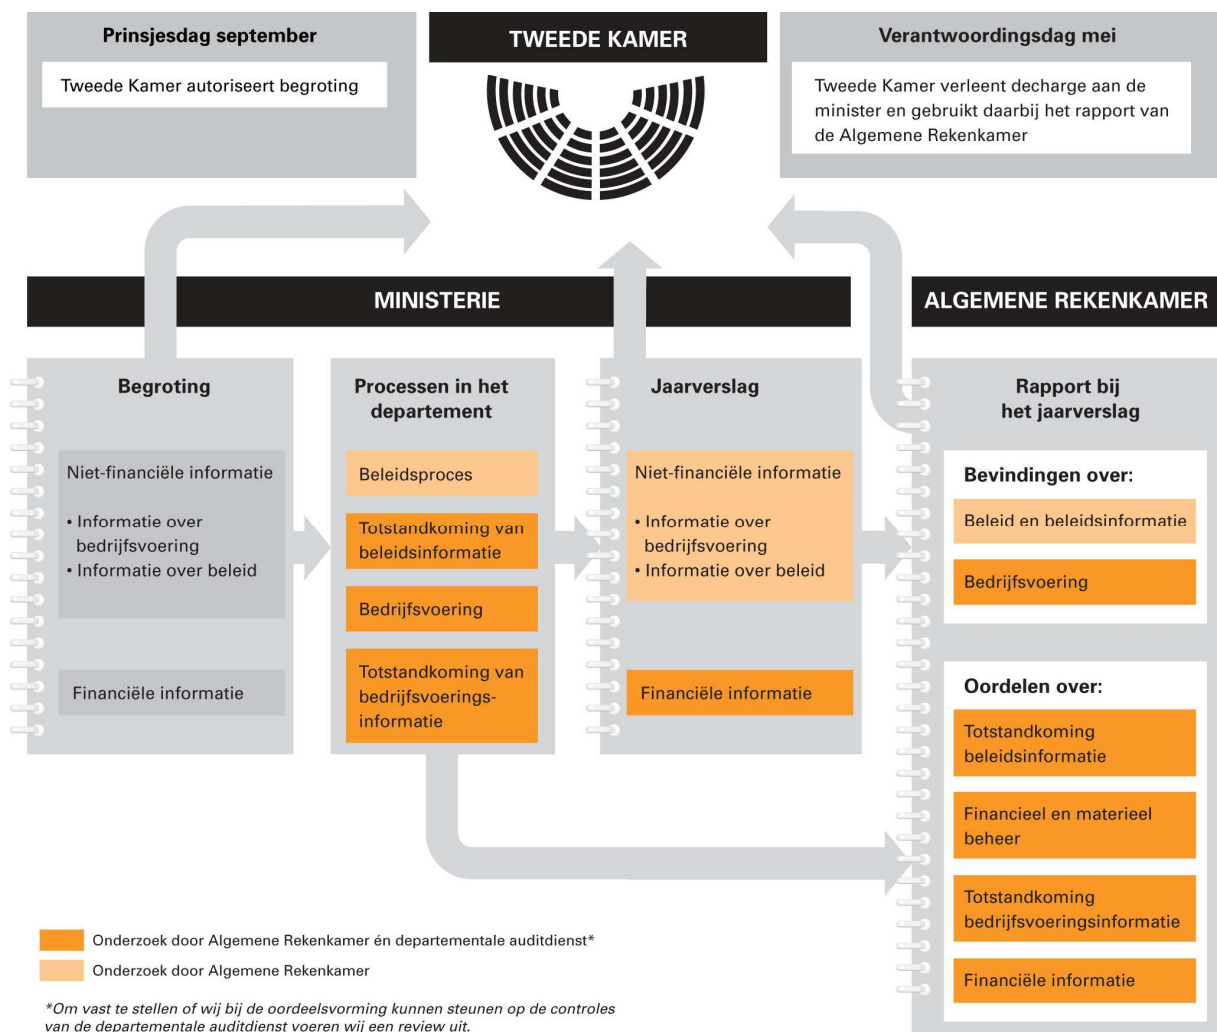 Prinsjesdag september
Tweede Kamer autoriseert begroting
TWEEDE KAMER
Verantwoordingsdag mei
Tweede Kamer verleent decharge aan de
minister en gebruikt daarbij het rapport van
de Algemene Rekenkamer
MINISTERIE
ALGEMENE REKENKAMER
Begroting
Niet-financiële informatie
• Informatie over
bedrijfsvoering
• Informatie over beleid
Financiële informatie
Processen in het
departement
Beleidsproces
Totstandkoming van
beleidsinformatie
Bedrijfsvoering
Totstandkoming van
bedrijfsvoerings-
informatie
Jaarverslag
Niet-financiële informatie
• Informatie over
bedrijfsvoering
• Informatie over beleid
Financiële informatie
Rapport bij
het jaarverslag
Bevindingen over:
Beleid en beleidsinformatie
Bedrijfsvoering
Oordelen over:
Totstandkoming
beleidsinformatie
Financieel en materieel
beheer
Totstandkoming
bedrijfsvoeringsinformatie
Financiële informatie
Onderzoek door Algemene Rekenkamer én departementale auditdienst*
Onderzoek door Algemene Rekenkamer
*Om vast te stellen of wij bij de oordeelsvorming kunnen steunen op de controles
van de departementale auditdienst voeren wij een review uit.